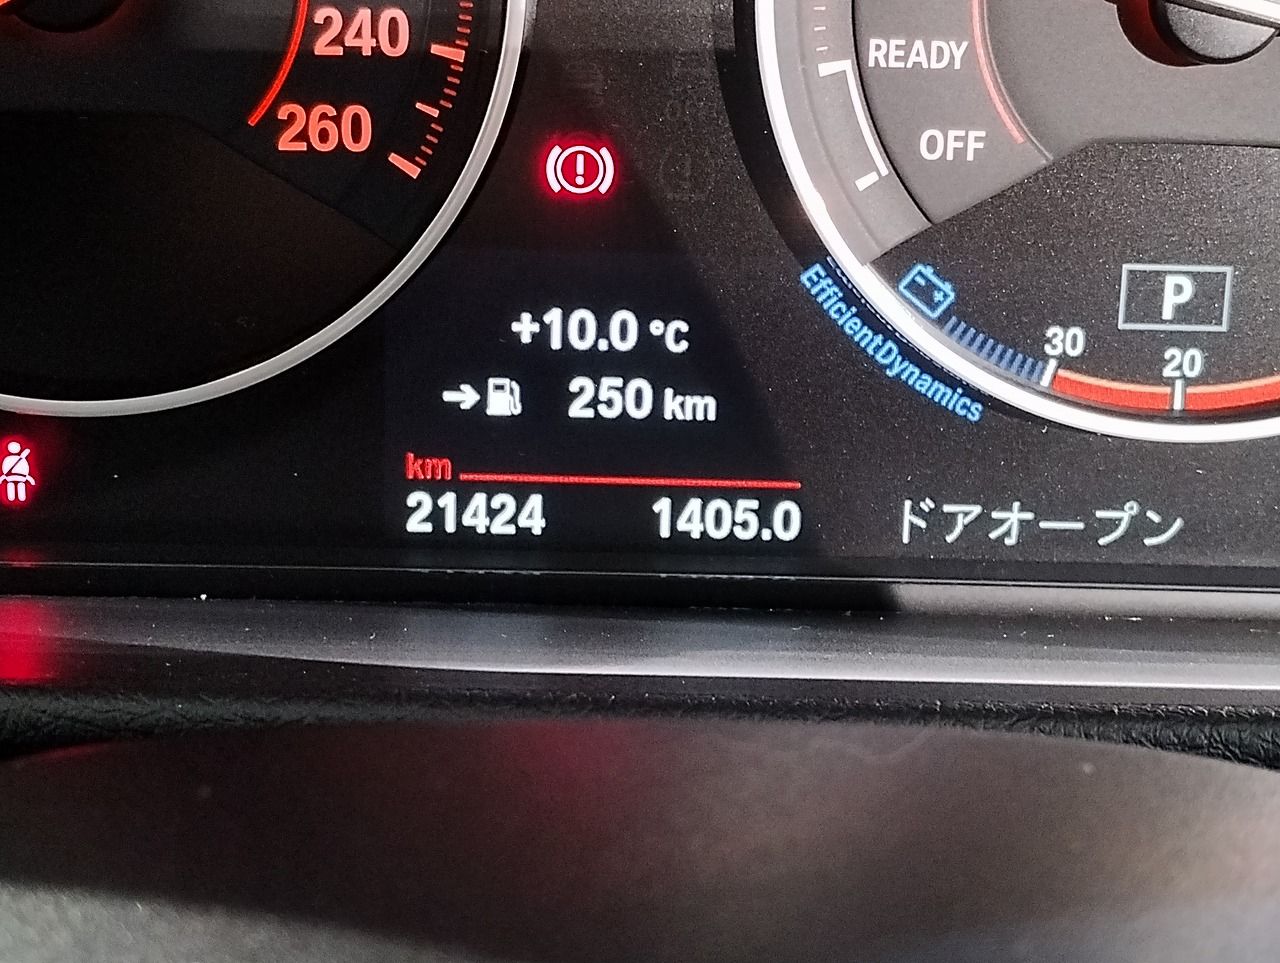 240
260
READY
OFF
+10.0 °C
→ 250 km
km
21424 1405.0
P
30
20
EfficientDynamics
ドアオープン